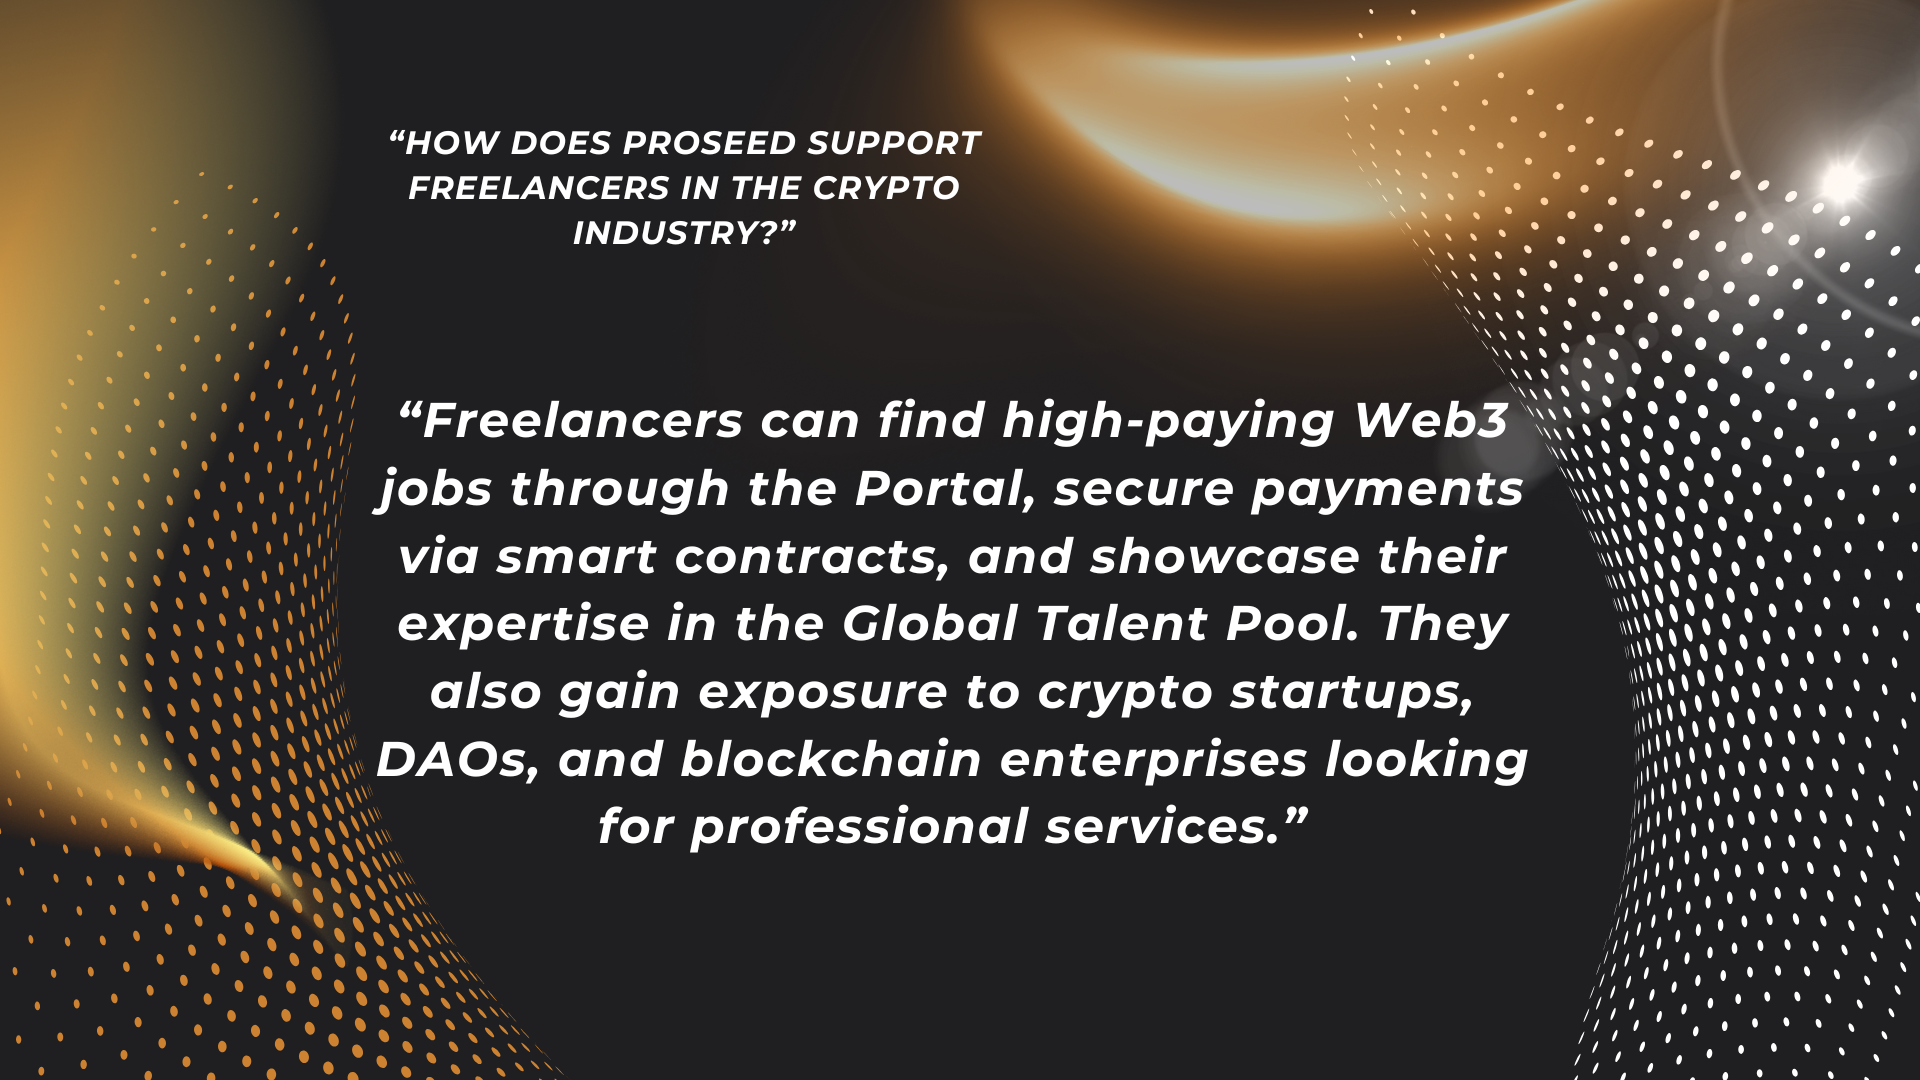 “HOW DOES PROSEED SUPPORT
FREELANCERS IN THE CRYPTO
INDUSTRY?”
“Freelancers can find high-paying Web3
jobs through the Portal, secure payments
via smart contracts, and showcase their
expertise in the Global Talent Pool. They
also gain exposure to crypto startups,
DAOs, and blockchain enterprises looking
for professional services.”